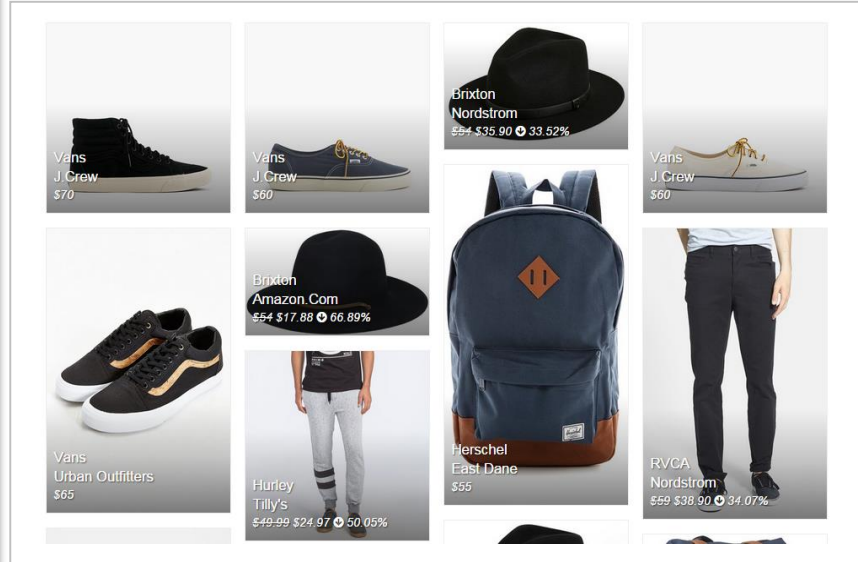 Vans
J.Crew
$70
Vans
J.Crew
$60
Brixton
Nordstrom
$54 $35.90 33.52%
Vans
J.Crew
$60
Vans
Urban Outfitters
$65
Brixton
Amazon.Com
$54 $17.88 66.89%
Hurley
Tilly's
$49.99 $24.97 50.05%
Herschel
East Dane
$55
RVCA
Nordstrom
$59 $38.90 34.07%